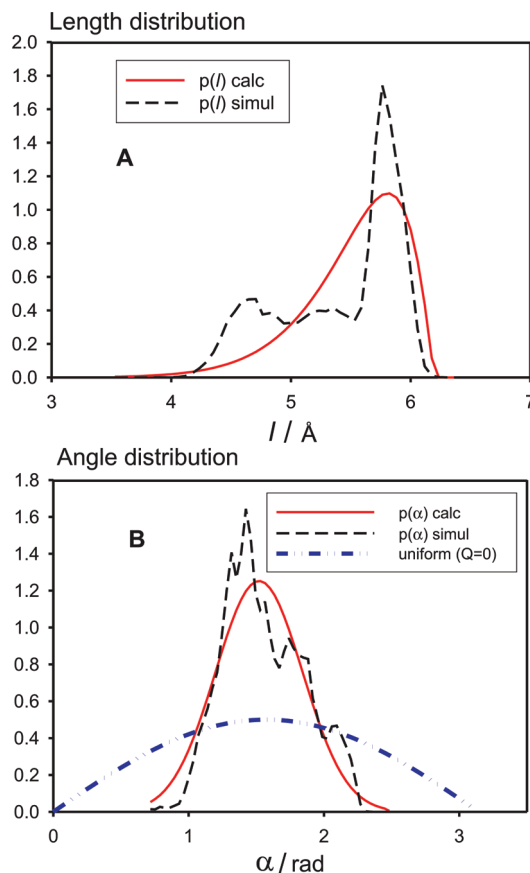 Length distribution
2.0
1.8
1.6
1.4
1.2
1.0
0.8
0.6
0.4
0.2
0.0
p(l) calc
p(l) simul
A
3 4 5 6 7
l / Å
Angle distribution
1.8
1.6
1.4
1.2
1.0
0.8
0.6
0.4
0.2
0.0
B
p(α) calc
p(α) simul
uniform (Q=0)
0 1 2 3
α / rad